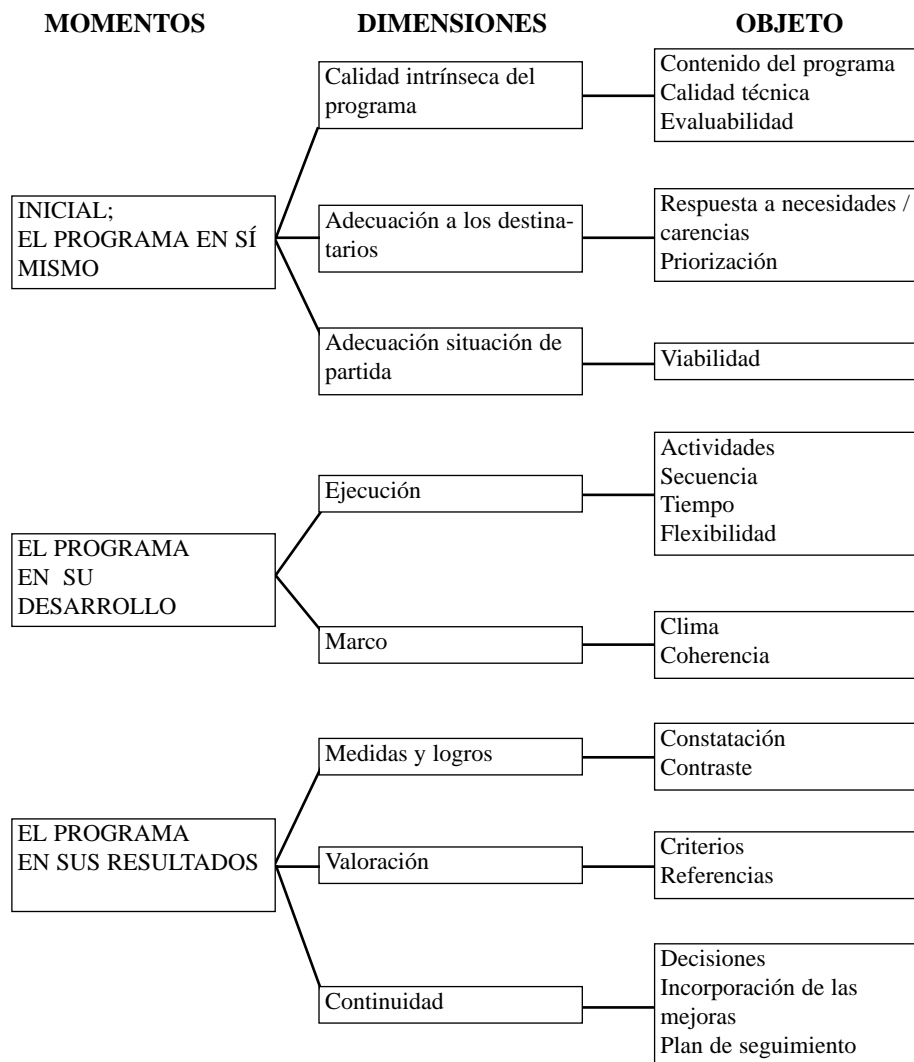 MOMENTOS DIMENSIONES OBJETO
Calidad intrínseca del
programa
Contenido del programa
Calidad técnica
Evaluabilidad
INICIAL;
EL PROGRAMA EN SÍ
MISMO
Adecuación a los destina-
tarios
Respuesta a necesidades /
carencias
Priorización
Adecuación situación de
partida
Viabilidad
EL PROGRAMA
EN SU
DESARROLLO
Ejecución
Actividades
Secuencia
Tiempo
Flexibilidad
Marco
Clima
Coherencia
EL PROGRAMA
EN SUS RESULTADOS
Medidas y logros
Constatación
Contraste
Valoración
Criterios
Referencias
Continuidad
Decisiones
Incorporación de las
mejoras
Plan de seguimiento